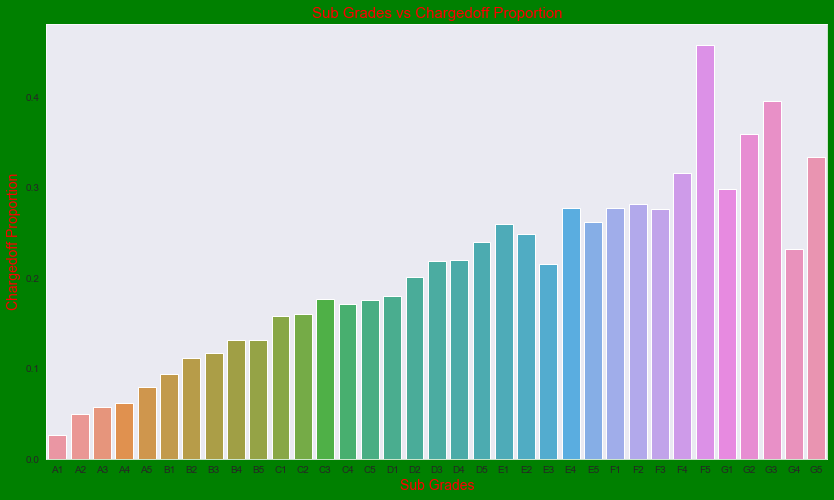 Sub Grades vs Chargedoff Proportion
Chargedoff Propotion
0.4
0.3
0.2
0.1
0.0
A1 A2 A3 A4 A5 B1 B2 B3 B4 B5 C1 C2 C3 C4 C5 D1 D2 D3 D4 D5 E1 E2 E3 E4 E5 F1 F2 F3 F4 F5 G1 G2 G3 G4 G5
Sub Grades